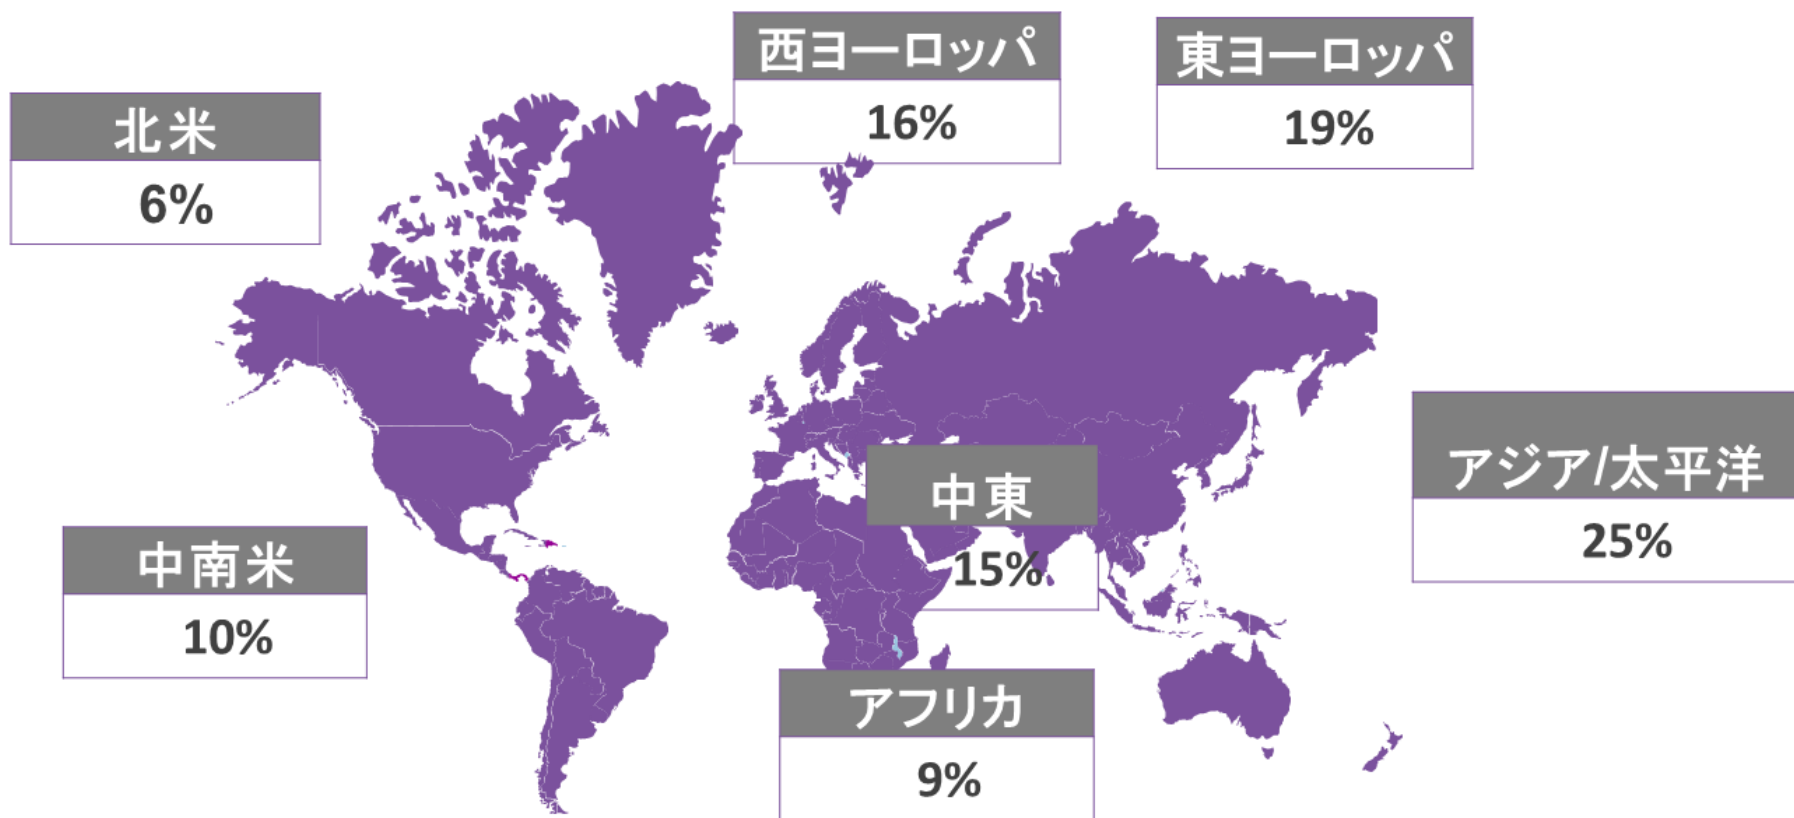 西ヨーロッパ
16%
東ヨーロッパ
19%
北米
6%
アジア/太平洋
25%
中東
15%
中南米
10%
アフリカ
9%